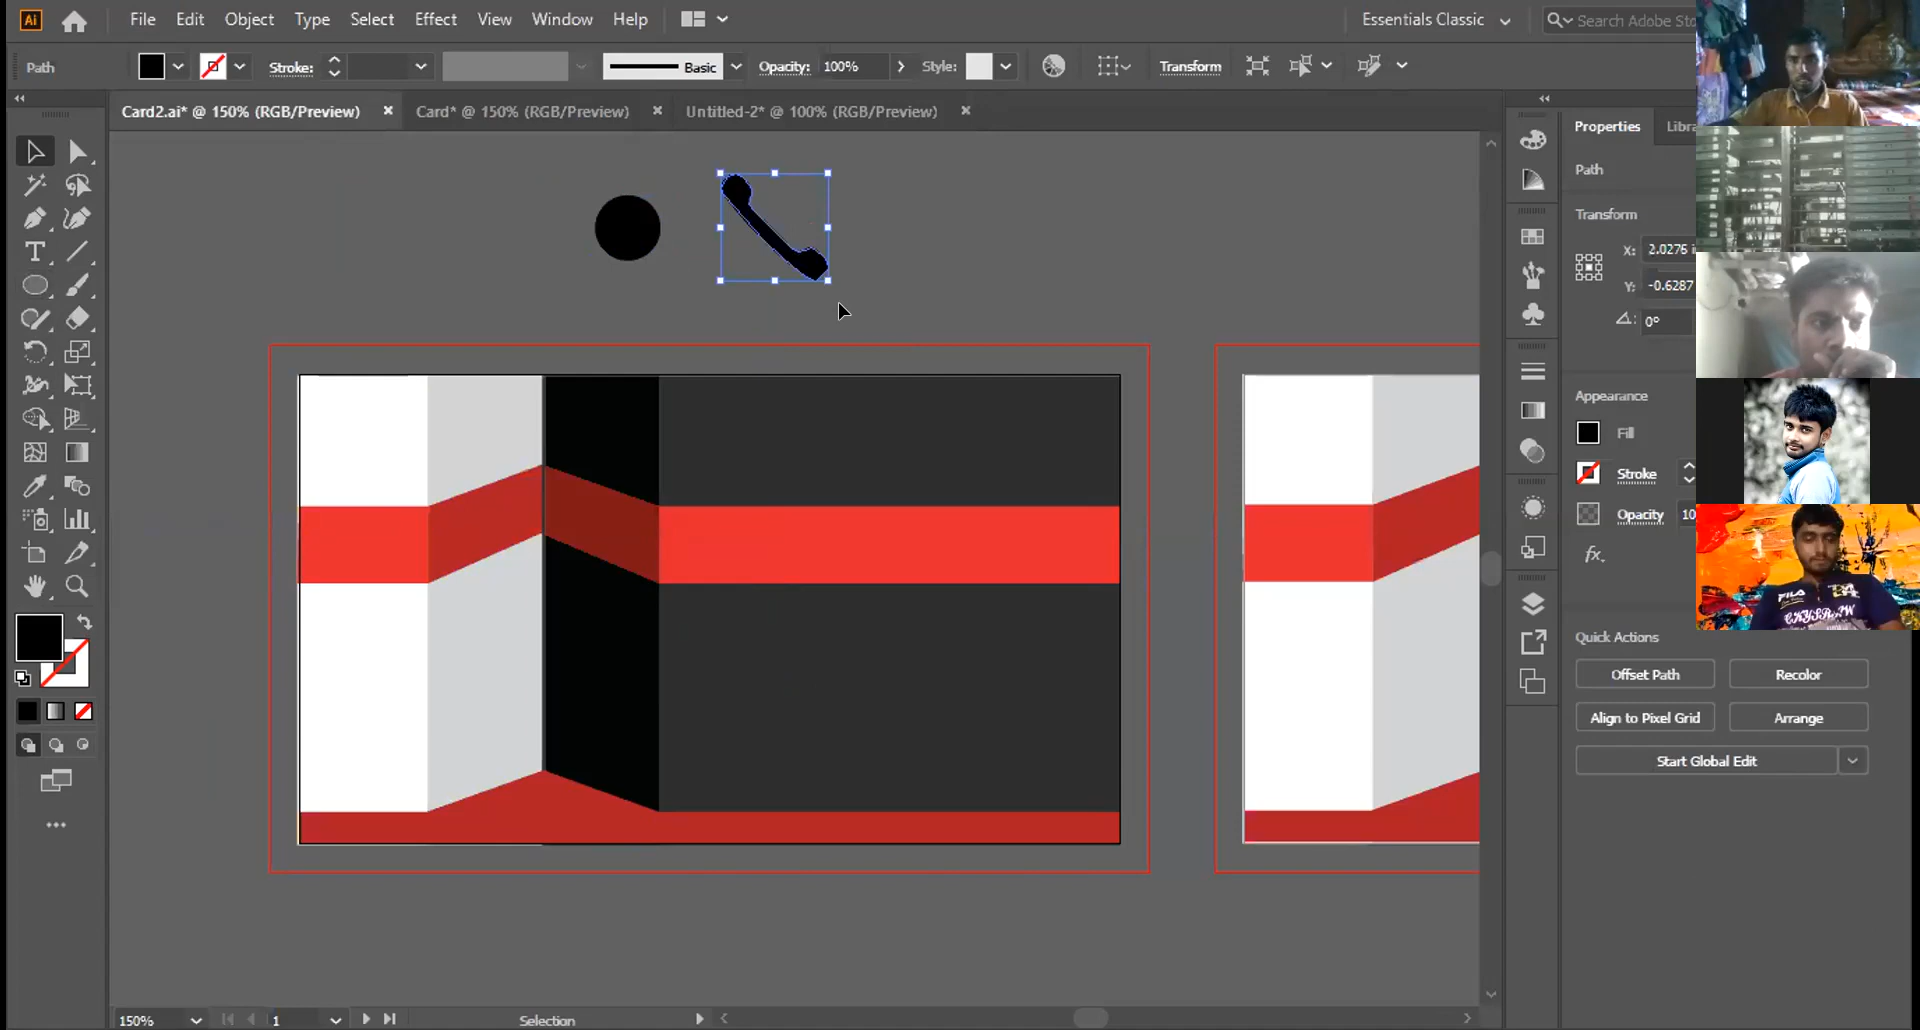 Ai File Edit Object Type Select Effect View Window Help Essentials Classic Search Adobe Sto
Path Stroke: Basic Opacity: 100% Style: Transform
Card2.ai* @ 150% (RGB/Preview) × Card* @ 150% (RGB/Preview) × Untitled-2* @ 100% (RGB/Preview) ×
Properties Libra
Path
Transform
X: 2.0276 i
Y: -0.6287
0°
Appearance
Fill
Stroke
Opacity 10
fx.
FILA
Quick Actions
Offset Path Recolor
Align to Pixel Grid Arrange
Start Global Edit
150% 1 Selection